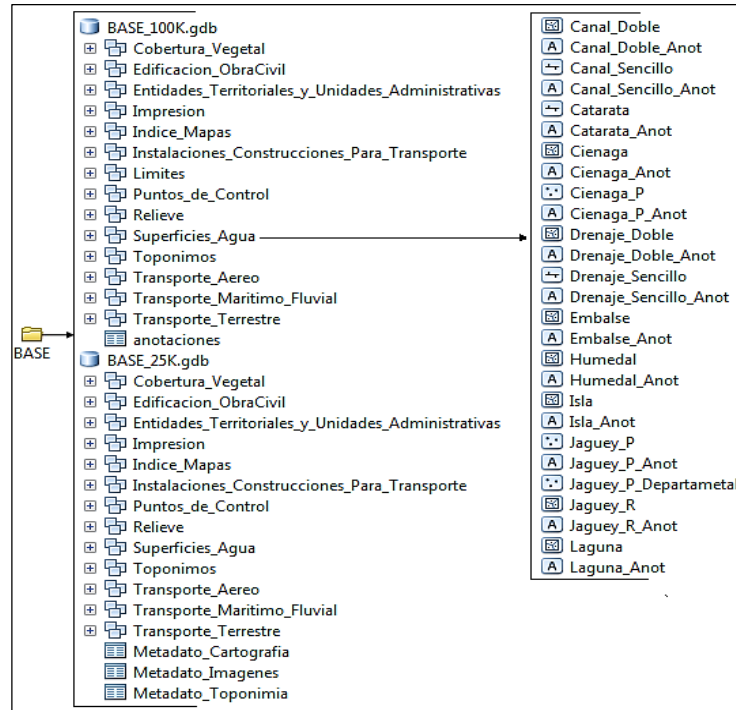 BASE
BASE_100K.gdb
Cobertura_Vegetal
Edificacion_ObraCivil
Entidades_Territoriales_y_Unidades_Administrativas
Impresion
Indice_Mapas
Instalaciones_Construcciones_Para_Transporte
Limites
Puntos_de_Control
Relieve
Superficies_Agua
Toponimos
Transporte_Aereo
Transporte_Maritimo_Fluvial
Transporte_Terrestre
anotaciones
BASE_25K.gdb
Cobertura_Vegetal
Edificacion_ObraCivil
Entidades_Territoriales_y_Unidades_Administrativas
Impresion
Indice_Mapas
Instalaciones_Construcciones_Para_Transporte
Puntos_de_Control
Relieve
Superficies_Agua
Toponimos
Transporte_Aereo
Transporte_Maritimo_Fluvial
Transporte_Terrestre
Metadato_Cartografia
Metadato_Imagenes
Metadato_Toponimia
Canal_Doble
A Canal_Doble_Anot
Canal_Sencillo
A Canal_Sencillo_Anot
Catarata
A Catarata_Anot
Cienaga
A Cienaga_Anot
Cienaga_P
A Cienaga_P_Anot
Drenaje_Doble
A Drenaje_Doble_Anot
Drenaje_Sencillo
A Drenaje_Sencillo_Anot
Embalse
A Embalse_Anot
Humedal
A Humedal_Anot
Isla
A Isla_Anot
Jaguey_P
A Jaguey_P_Anot
Jaguey_P_Departametal
Jaguey_R
A Jaguey_R_Anot
Laguna
A Laguna_Anot